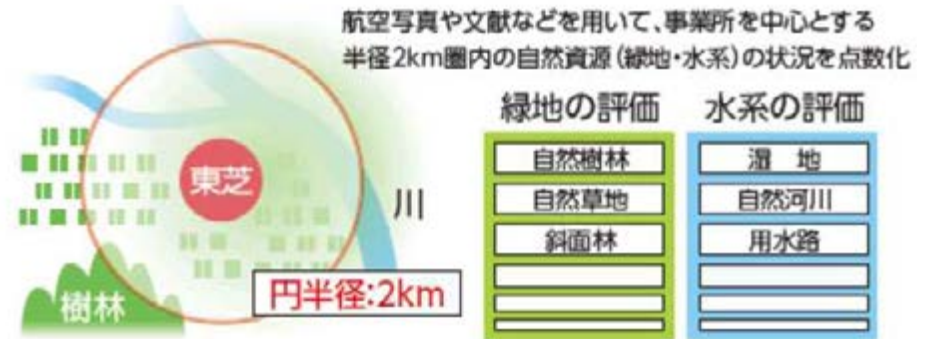 航空写真や文献などを用いて、事業所を中心とする
半径2km圏内の自然資源(緑地・水系)の状況を点数化
緑地の評価
自然樹林
自然草地
斜面林
水系の評価
湿 地
自然河川
用水路
東芝
川
円半径:2km
樹林